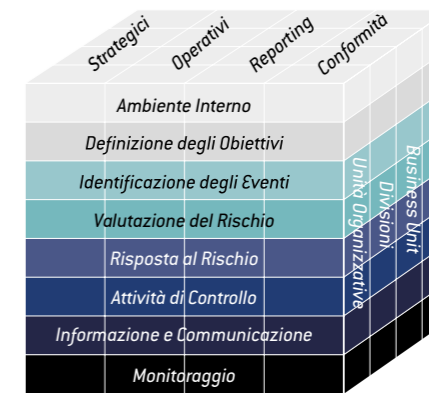 Strategici
Operativi
Reporting
Conformità
Ambiente Interno
Definizione degli Obiettivi
Identificazione degli Eventi
Valutazione del Rischio
Risposta al Rischio
Attività di Controllo
Informazione e Communicazione
Monitoraggio
Unità Organizzative
Divisioni
Business Unit